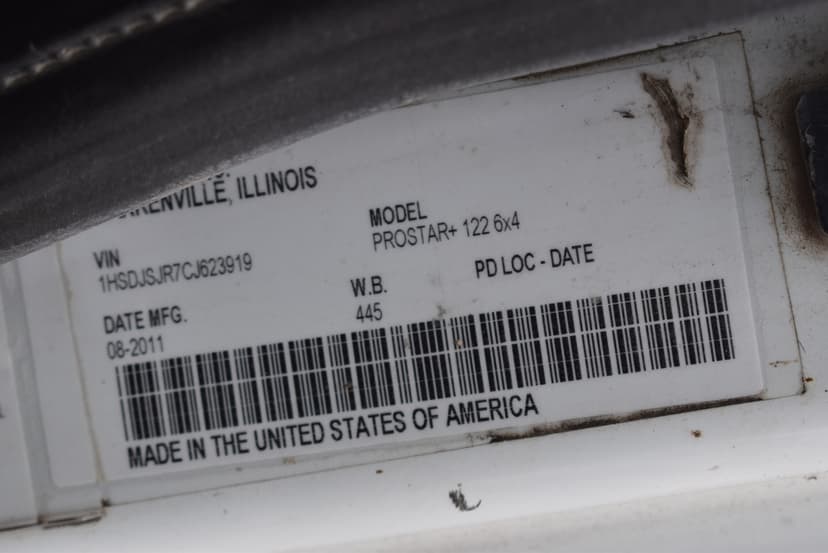 ILLINOIS
VIN
1HSDJSJR7CJ623919
MODEL
PROSTAR+ 122 6x4
DATE MFG.
08-2011
W.B.
445
PD LOC - DATE
MADE IN THE UNITED STATES OF AMERICA